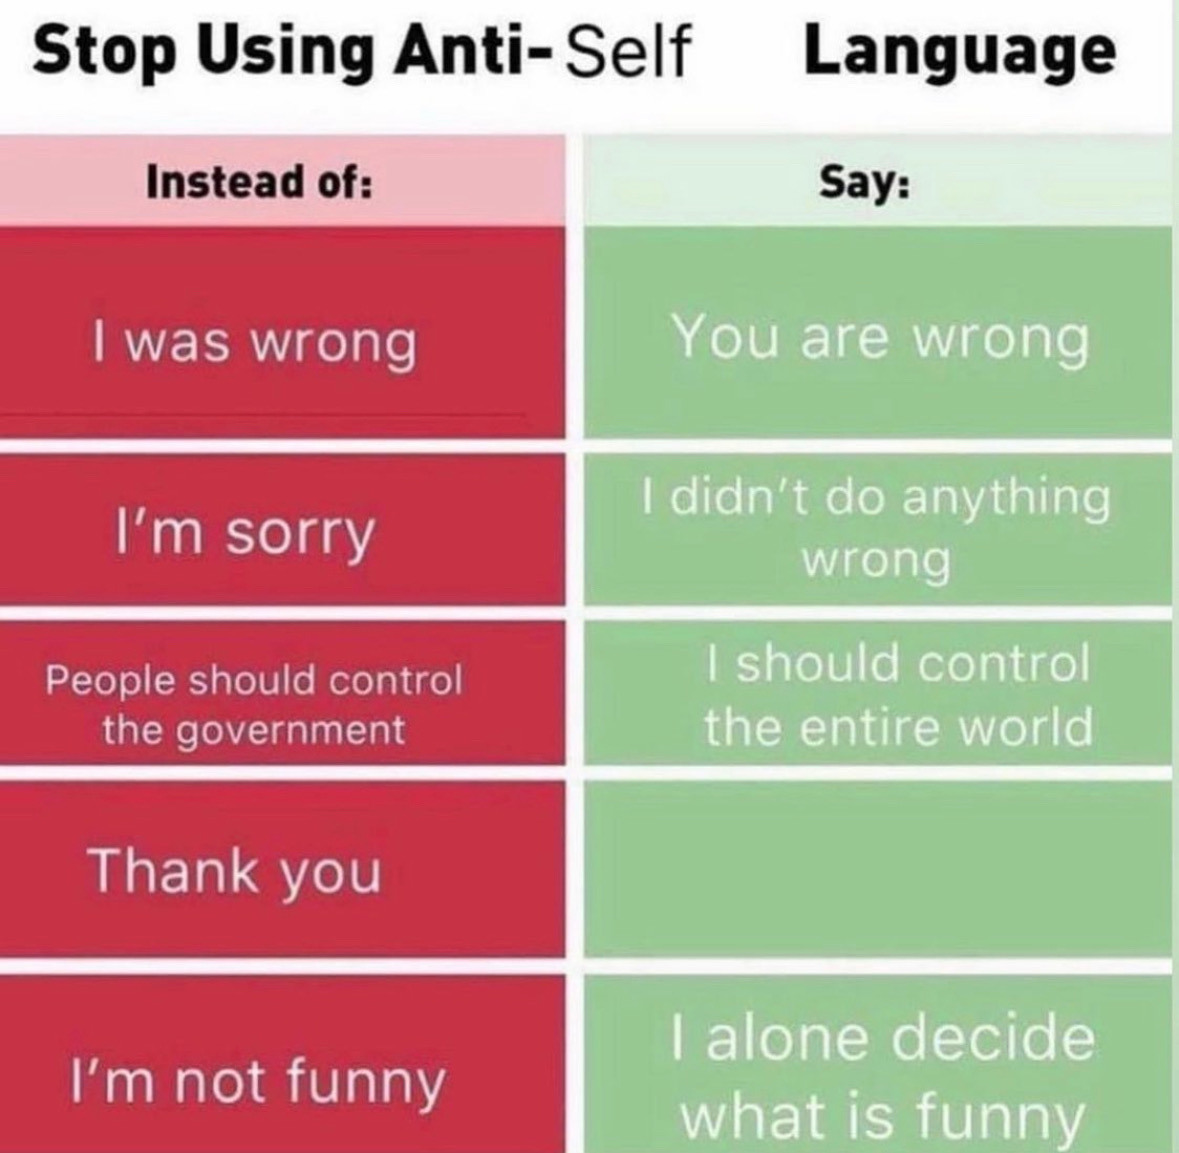 Stop Using Anti-Self Language
Instead of:
Say:
I was wrong
You are wrong
I'm sorry
I didn't do anything
wrong
People should control
the government
I should control
the entire world
Thank you
I'm not funny
I alone decide
what is funny